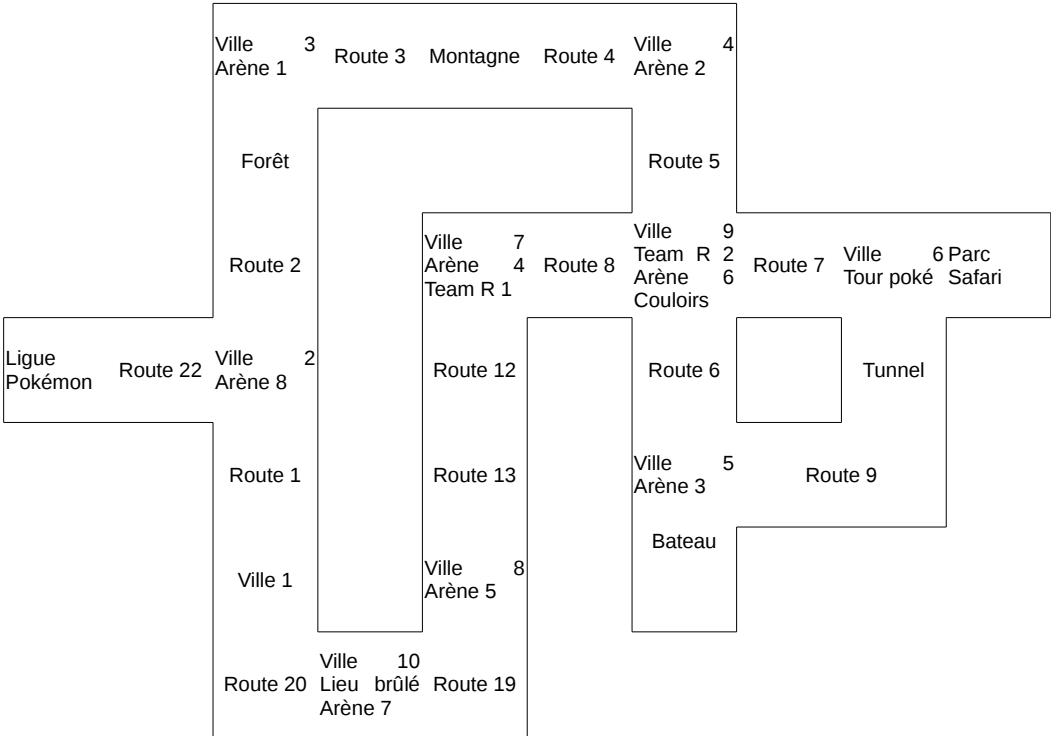 Ville 3
Arène 1
Route 3
Montagne
Route 4
Ville 4
Arène 2
Forêt
Route 5
Route 2
Ville 7
Arène 4
Team R 1
Route 8
Ville 9
Team R 2
Arène 6
Couloirs
Route 7
Ville 6
Tour poké
Parc
Safari
Ligue
Pokémon
Route 22
Ville 2
Arène 8
Route 12
Route 6
Tunnel
Route 1
Route 13
Ville 5
Arène 3
Route 9
Bateau
Ville 1
Ville 8
Arène 5
Route 20
Ville 10
Lieu brûlé
Arène 7
Route 19